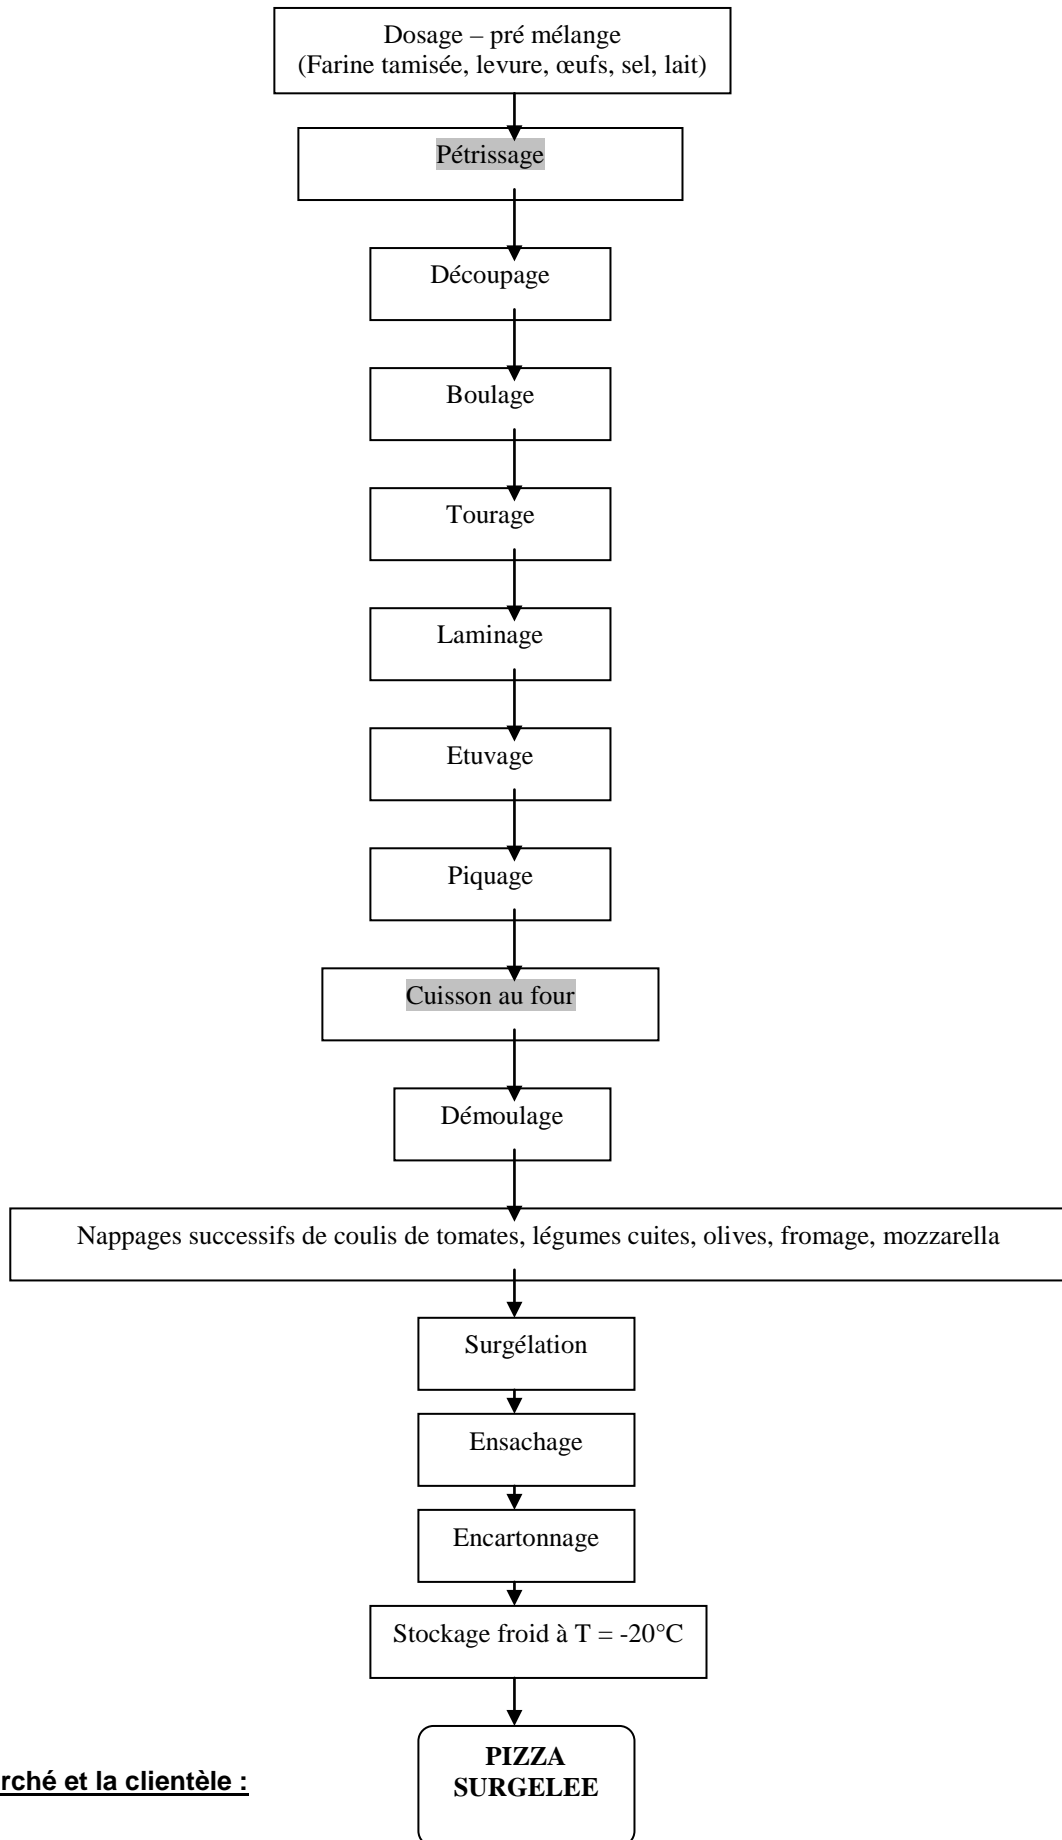 Dosage – pré mélange
(Farine tamisée, levure, œufs, sel, lait)
Pétrissage
Découpage
Boulage
Tourage
Laminage
Etuvage
Piquage
Cuisson au four
Démoulage
Nappages successifs de coulis de tomates, légumes cuites, olives, fromage, mozzarella
Surgélation
Ensachage
Encartonnage
Stockage froid à T = -20°C
PIZZA
SURGELEE
rché et la clientèle :